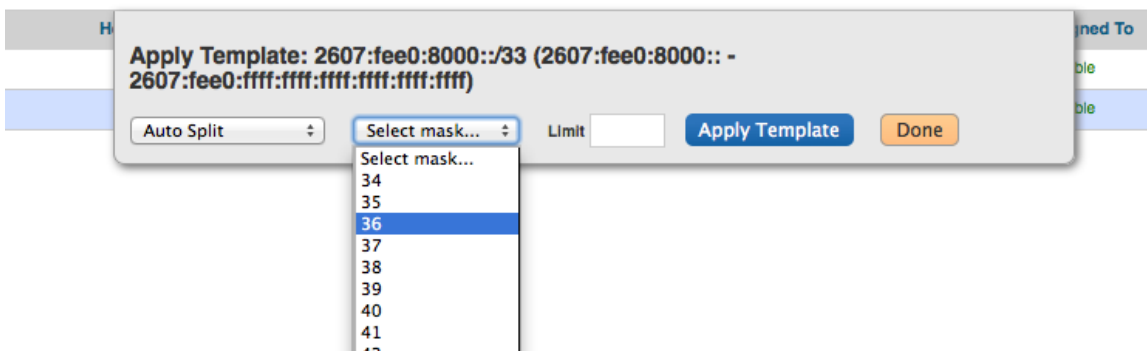 Apply Template: 2607:fee0:8000::/33 (2607:fee0:8000:: -
2607:fee0:ffff:ffff:ffff:ffff:ffff:ffff)
Auto Split Select mask... Limit Apply Template Done
Select mask...
34
35
36
37
38
39
40
41